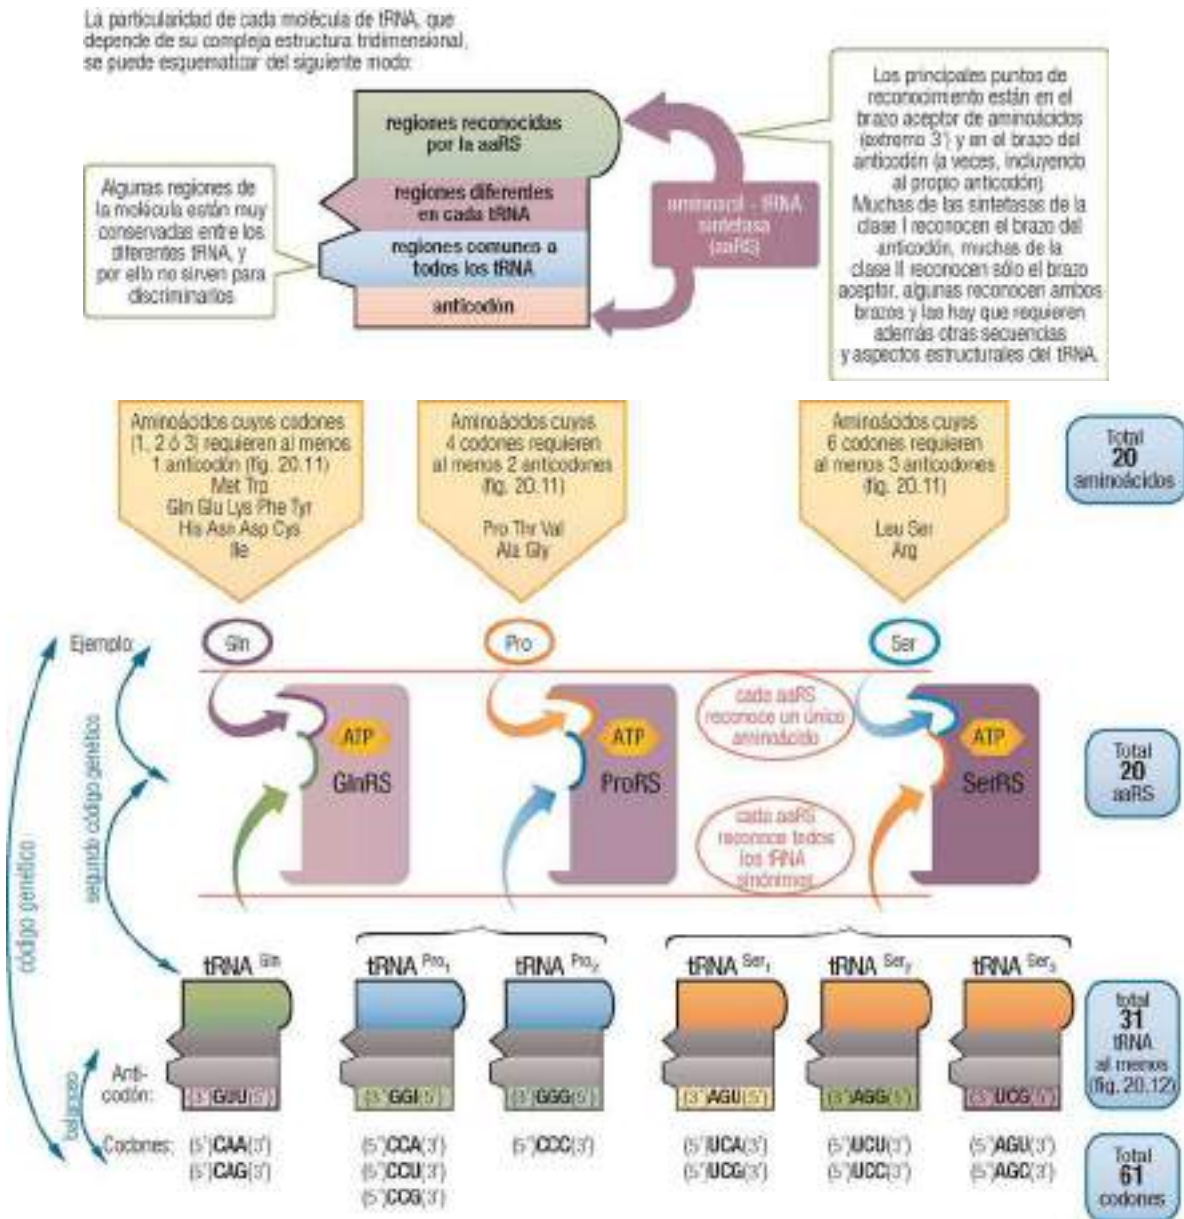 La particularidad de cada molécula de tRNA, que
depende de su compleja estructura tridimensional,
se puede esquematizar del siguiente modo:
regiones reconocidas
por la aaRS
regiones diferentes
en cada tRNA
regiones comunes a
todos los tRNA
anticodón
Algunas regiones de
la molécula están muy
conservadas entre los
diferentes tRNA, y
por ello no sirven para
discriminarlos
aminoacil - tRNA
sintetasa
(aaRS)
Los principales puntos de
reconocimiento están en el
brazo aceptor de aminoácidos
(extremo 3') y en el brazo del
anticodón (a veces, incluyendo
al propio anticodón)
Muchas de las sintetasas de la
clase I reconocen el brazo del
anticodón, muchas de la
clase II reconocen sólo el brazo
aceptor, algunas reconocen ambos
brazos y las hay que requieren
además otras secuencias
y aspectos estructurales del tRNA.
Aminoácidos cuyos codones
(1, 2 ó 3) requieren al menos
1 anticodón (fig. 20.11)
Met Trp
Gln Glu Lys Phe Tyr
His Asn Asp Cys
Ile
Aminoácidos cuyos
4 codones requieren
al menos 2 anticodones
(fig. 20.11)
Pro Thr Val
Ala Gly
Aminoácidos cuyos
6 codones requieren
al menos 3 anticodones
(fig. 20.11)
Leu Ser
Arg
Total
20
aminoácidos
Ejemplo:
Gln
Pro
Ser
código genético
segundo código genético
balanceo
ATP
GlnRS
ATP
ProRS
cada aaRS
reconoce un único
aminoácido
cada aaRS
reconoce todos
los tRNA
sinónimos
ATP
SerRS
Total
20
aaRS
tRNA Gln
tRNA Pro1
tRNA Pro2
tRNA Ser1
tRNA Ser2
tRNA Ser3
total
31
tRNA
al menos
(fig. 20.12)
Anti-
codón:
(3')GUU(5')
(3')GGI(5')
(3')GGG(5')
(3')AGU(5')
(3')AGG(5')
(3')UCG(5')
Codones:
(5')CAA(3')
(5')CAG(3')
(5')CCA(3')
(5')CCU(3')
(5')CCG(3')
(5')CCC(3')
(5')UCA(3')
(5')UCG(3')
(5')UCU(3')
(5')UCC(3')
(5')AGU(3')
(5')AGC(3')
Total
61
codones